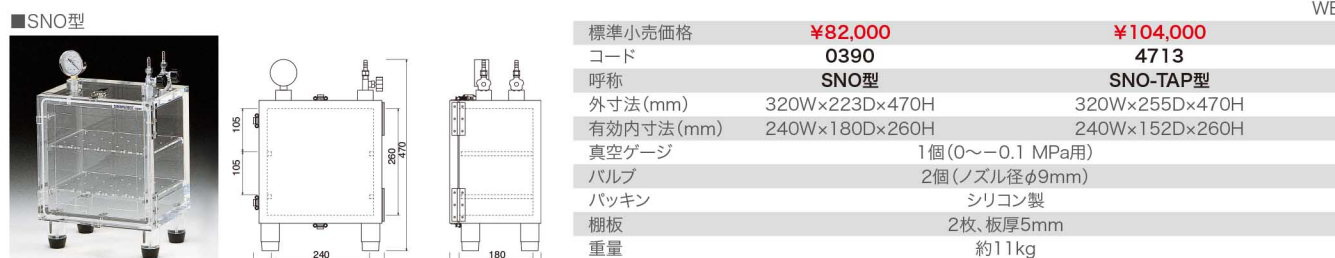 ■SNO型
WE
標準小売価格 ¥82,000 ¥104,000
コード 0390 4713
呼称 SNO型 SNO-TAP型
外寸法(mm) 320W×223D×470H 320W×255D×470H
有効内寸法(mm) 240W×180D×260H 240W×152D×260H
真空ゲージ 1個(0〜−0.1 MPa用)
バルブ 2個(ノズル径φ9mm)
パッキン シリコン製
棚板 2枚、板厚5mm
重量 約11kg
105
105
260
470
240
180